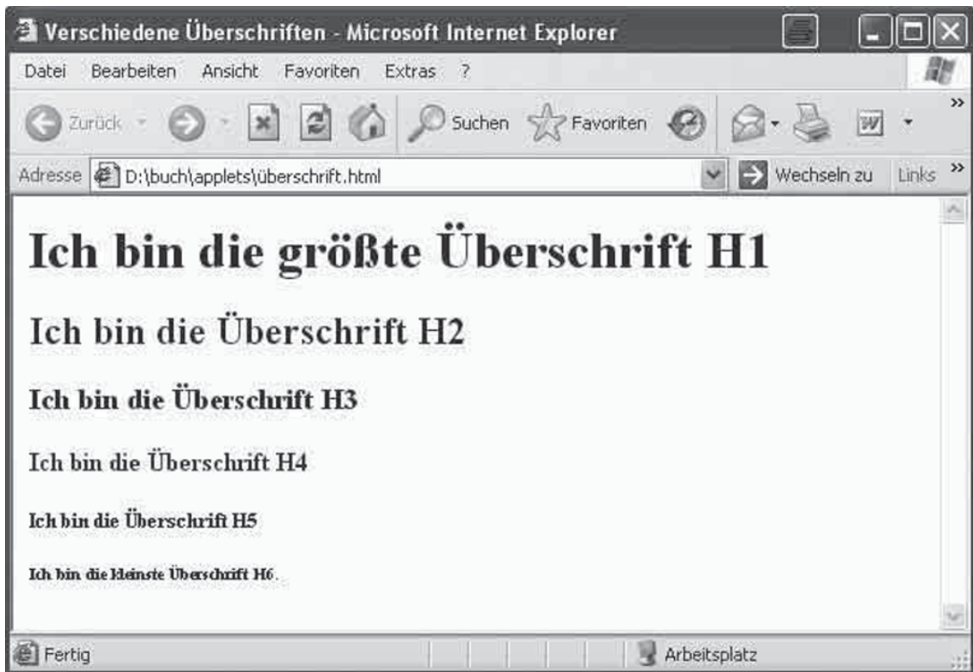 Verschiedene Überschriften - Microsoft Internet Explorer
Datei Bearbeiten Ansicht Favoriten Extras ?
Zurück Suchen Favoriten W »
Adresse D:\buch\applets\überschrift.html Wechseln zu Links »
Ich bin die größte Überschrift H1
Ich bin die Überschrift H2
Ich bin die Überschrift H3
Ich bin die Überschrift H4
Ich bin die Überschrift H5
Ich bin die kleinste Überschrift H6.
Fertig Arbeitsplatz